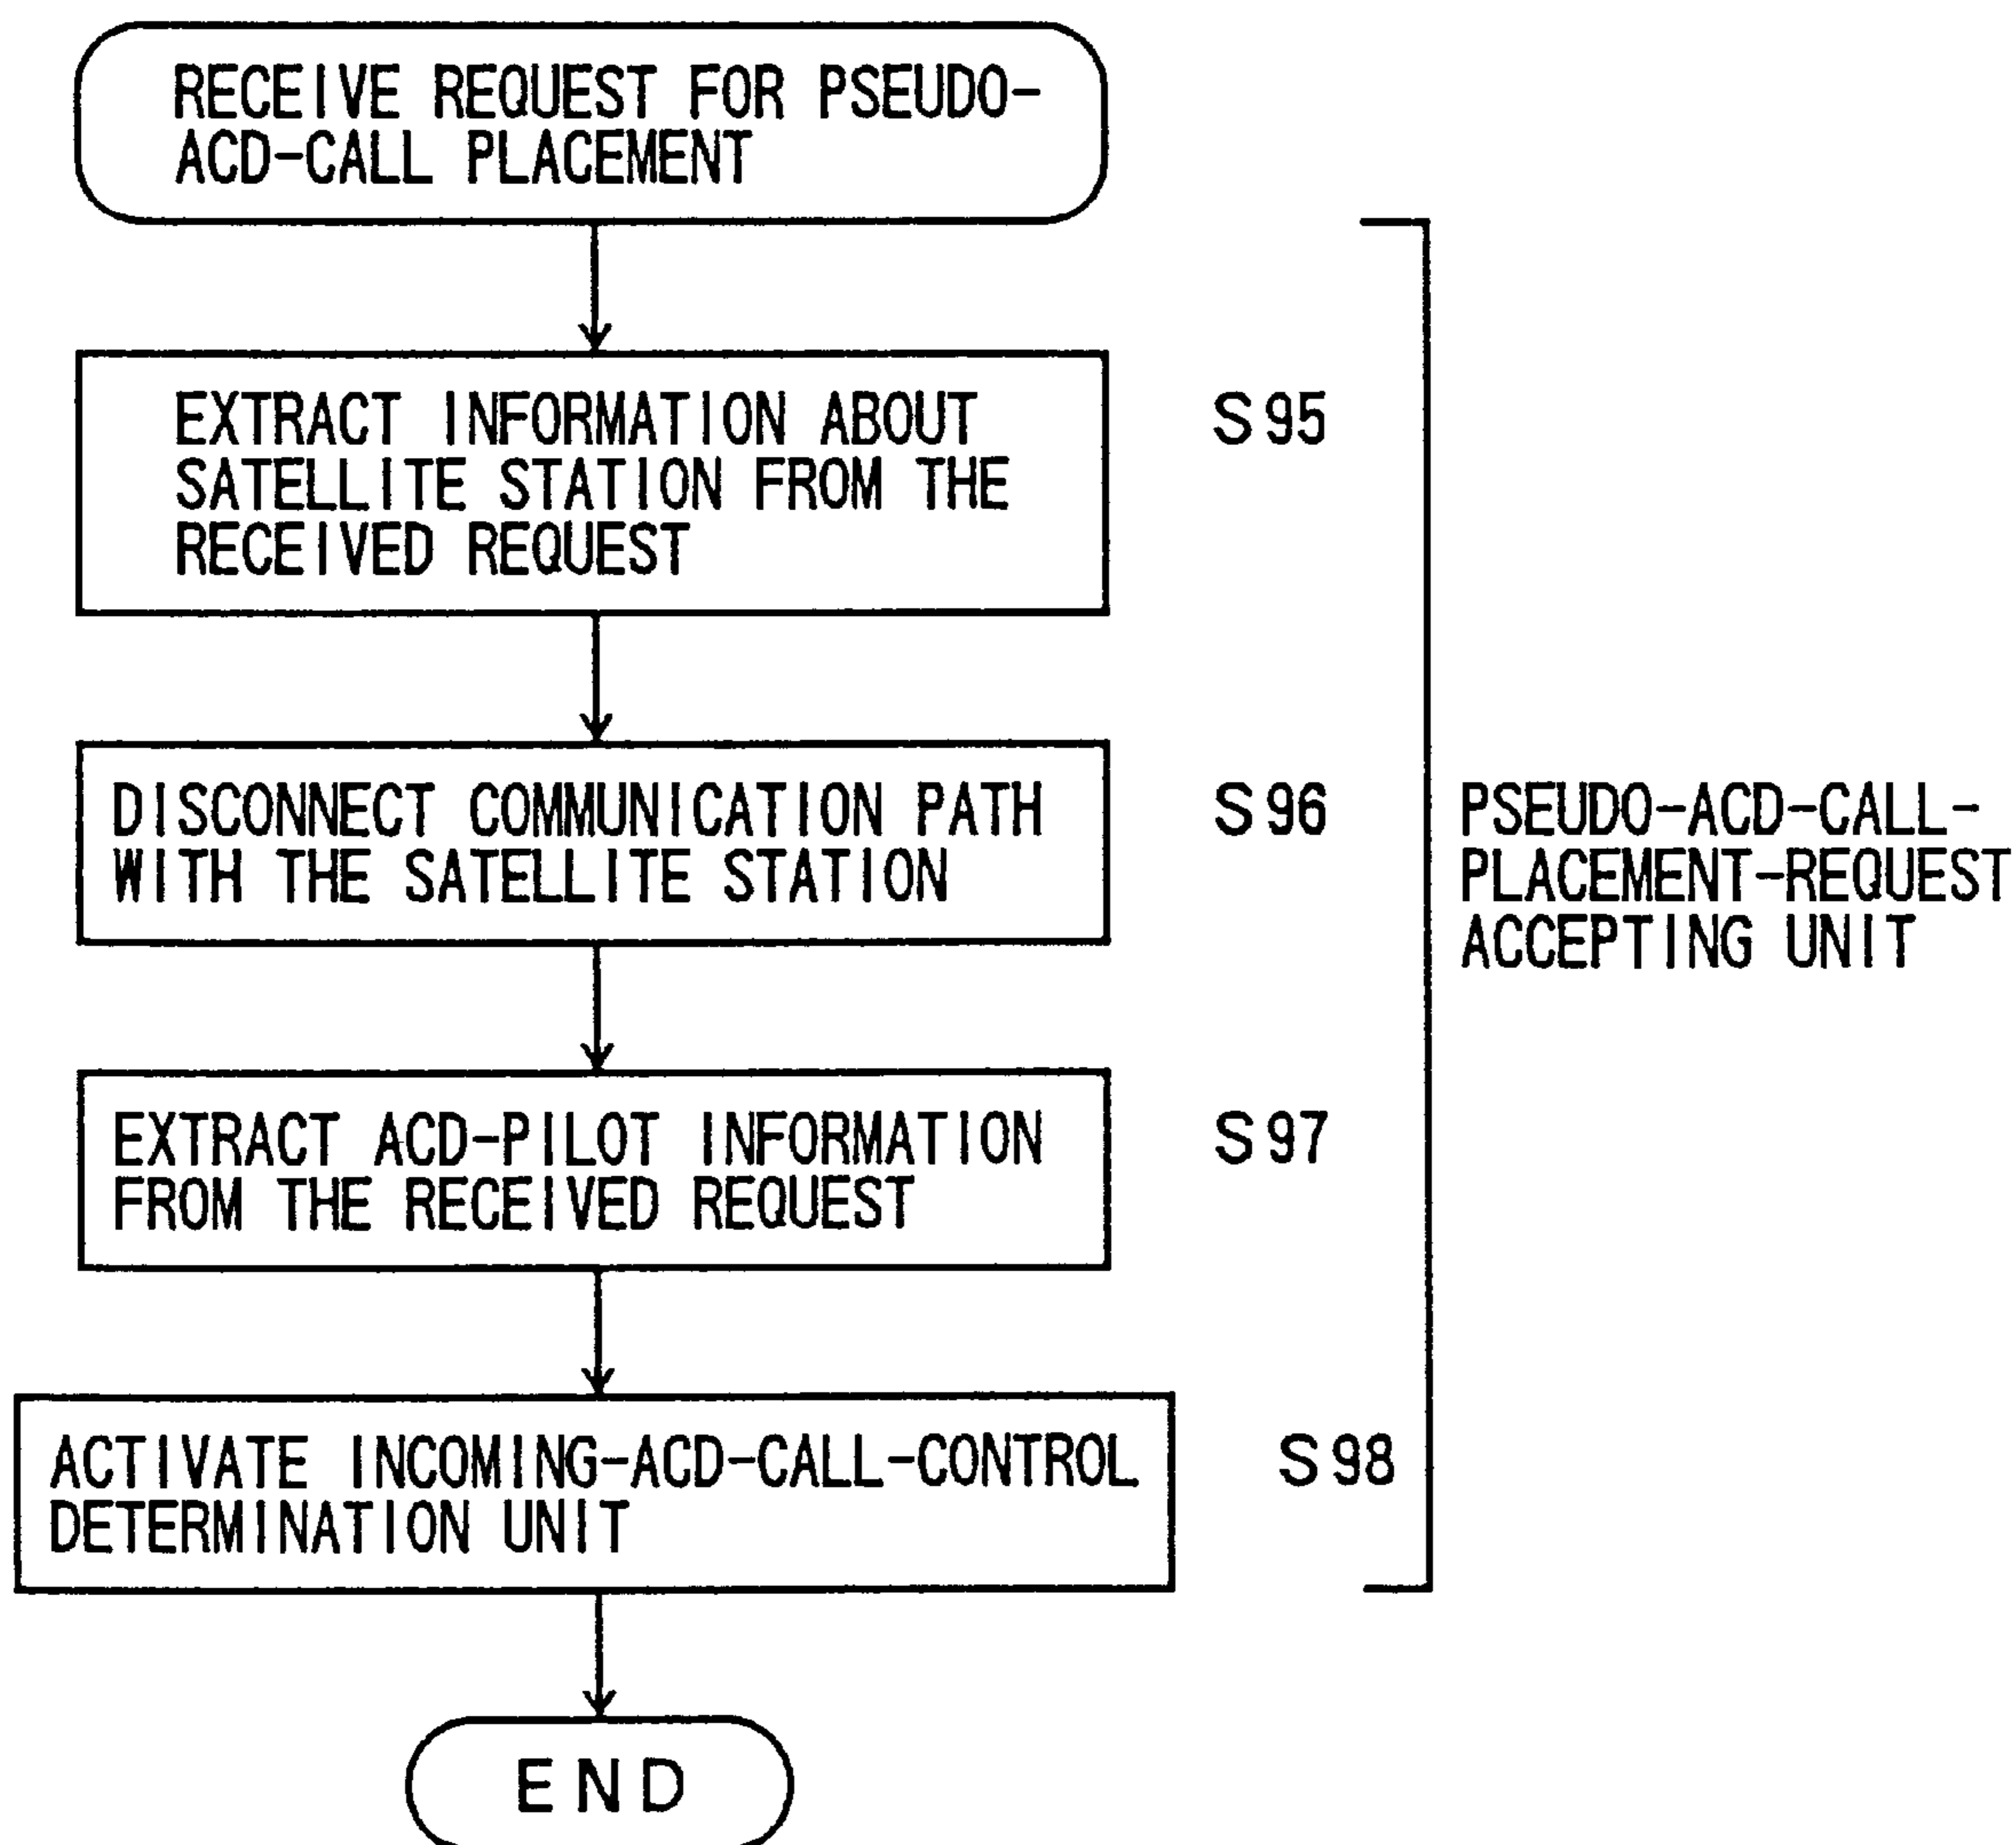 RECEIVE REQUEST FOR PSEUDO-
ACD-CALL PLACEMENT
EXTRACT INFORMATION ABOUT
SATELLITE STATION FROM THE
RECEIVED REQUEST
S95
DISCONNECT COMMUNICATION PATH
WITH THE SATELLITE STATION
S96
PSEUDO-ACD-CALL-
PLACEMENT-REQUEST
ACCEPTING UNIT
EXTRACT ACD-PILOT INFORMATION
FROM THE RECEIVED REQUEST
S97
ACTIVATE INCOMING-ACD-CALL-CONTROL
DETERMINATION UNIT
S98
END